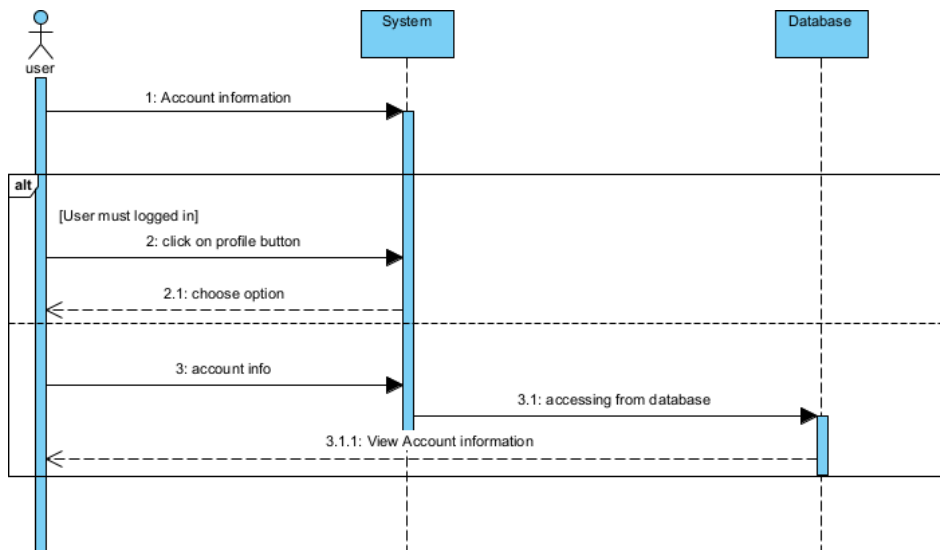 System
Database
user
1: Account information
alt
[User must logged in]
2: click on profile button
2.1: choose option
3: account info
3.1: accessing from database
3.1.1: View Account information